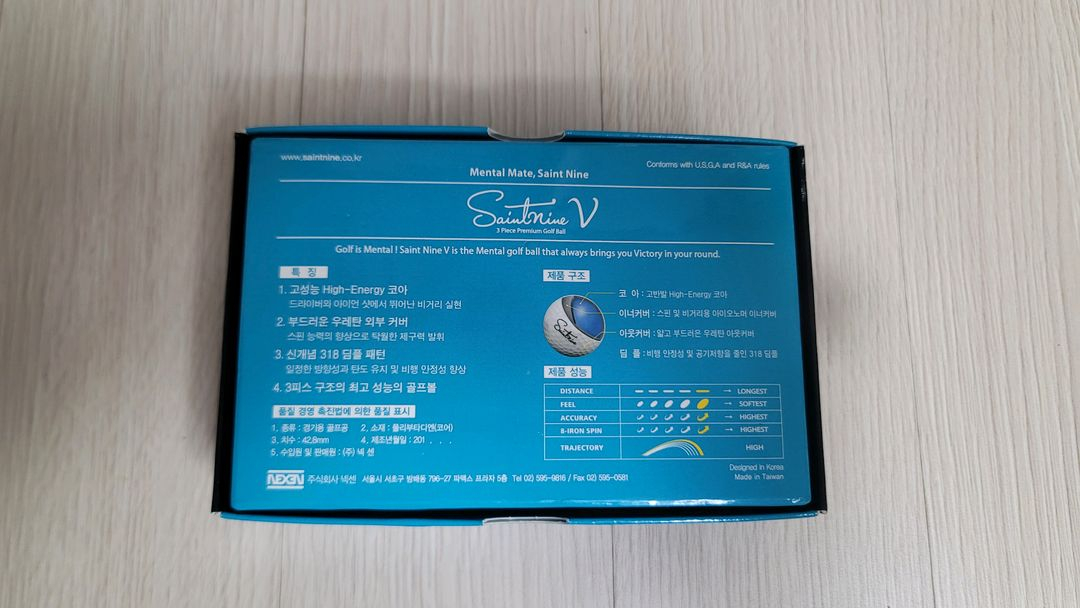 www.saintnine.co.kr
Conforms with U.S.G.A and R&A rules
Mental Mate, Saint Nine
Saintnine V
3 Piece Premium Golf Ball
Golf is Mental ! Saint Nine V is the Mental golf ball that always brings you Victory in your round.
특 징
1. 고성능 High-Energy 코아
드라이버와 아이언 샷에서 뛰어난 비거리 실현
2. 부드러운 우레탄 외부 커버
스핀 능력의 향상으로 탁월한 제구력 발휘
3. 신개념 318 딤플 패턴
일정한 방향성과 탄도 유지 및 비행 안정성 향상
4. 3피스 구조의 최고 성능의 골프볼
품질 경영 촉진법에 의한 품질 표시
1. 종류 : 경기용 골프공 2. 소재 : 폴리부타디엔(코어)
3. 치수 : 42.8mm 4. 제조년월일 : 201 . . .
5. 수입원 및 판매원 : (주) 넥 센
제품 구조
코 아 : 고반발 High-Energy 코아
이너커버 : 스핀 및 비거리용 아이오노머 이너커버
아웃커버 : 얇고 부드러운 우레탄 아웃커버
딤 플 : 비행 안정성 및 공기저항을 줄인 318 딤플
Saintnine
제품 성능
DISTANCE → LONGEST
FEEL → SOFTEST
ACCURACY → HIGHEST
8-IRON SPIN → HIGHEST
TRAJECTORY HIGH
Designed in Korea
Made in Taiwan
NEXEN 주식회사 넥센 서울시 서초구 방배동 796-27 파맥스 프라자 5층 Tel 02) 595-0816 / Fax 02) 595-0581